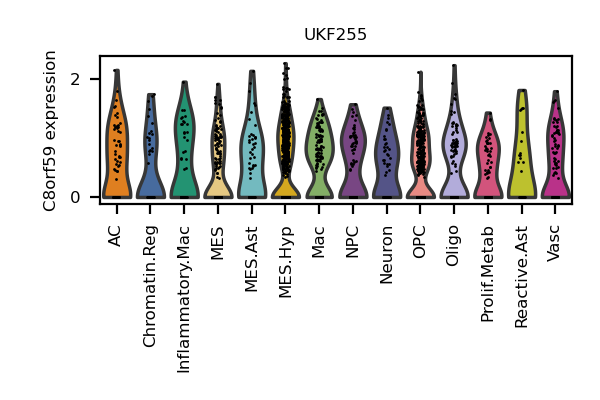 UKF255
C8orf59 expression
2
0
AC
Chromatin.Reg
Inflammatory.Mac
MES
MES.Ast
MES.Hyp
Mac
NPC
Neuron
OPC
Oligo
Prolif.Metab
Reactive.Ast
Vasc